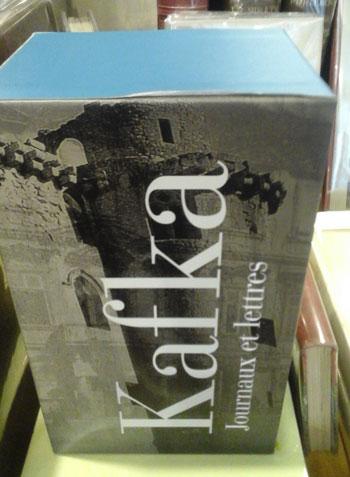 Kafka
Journaux et lettres